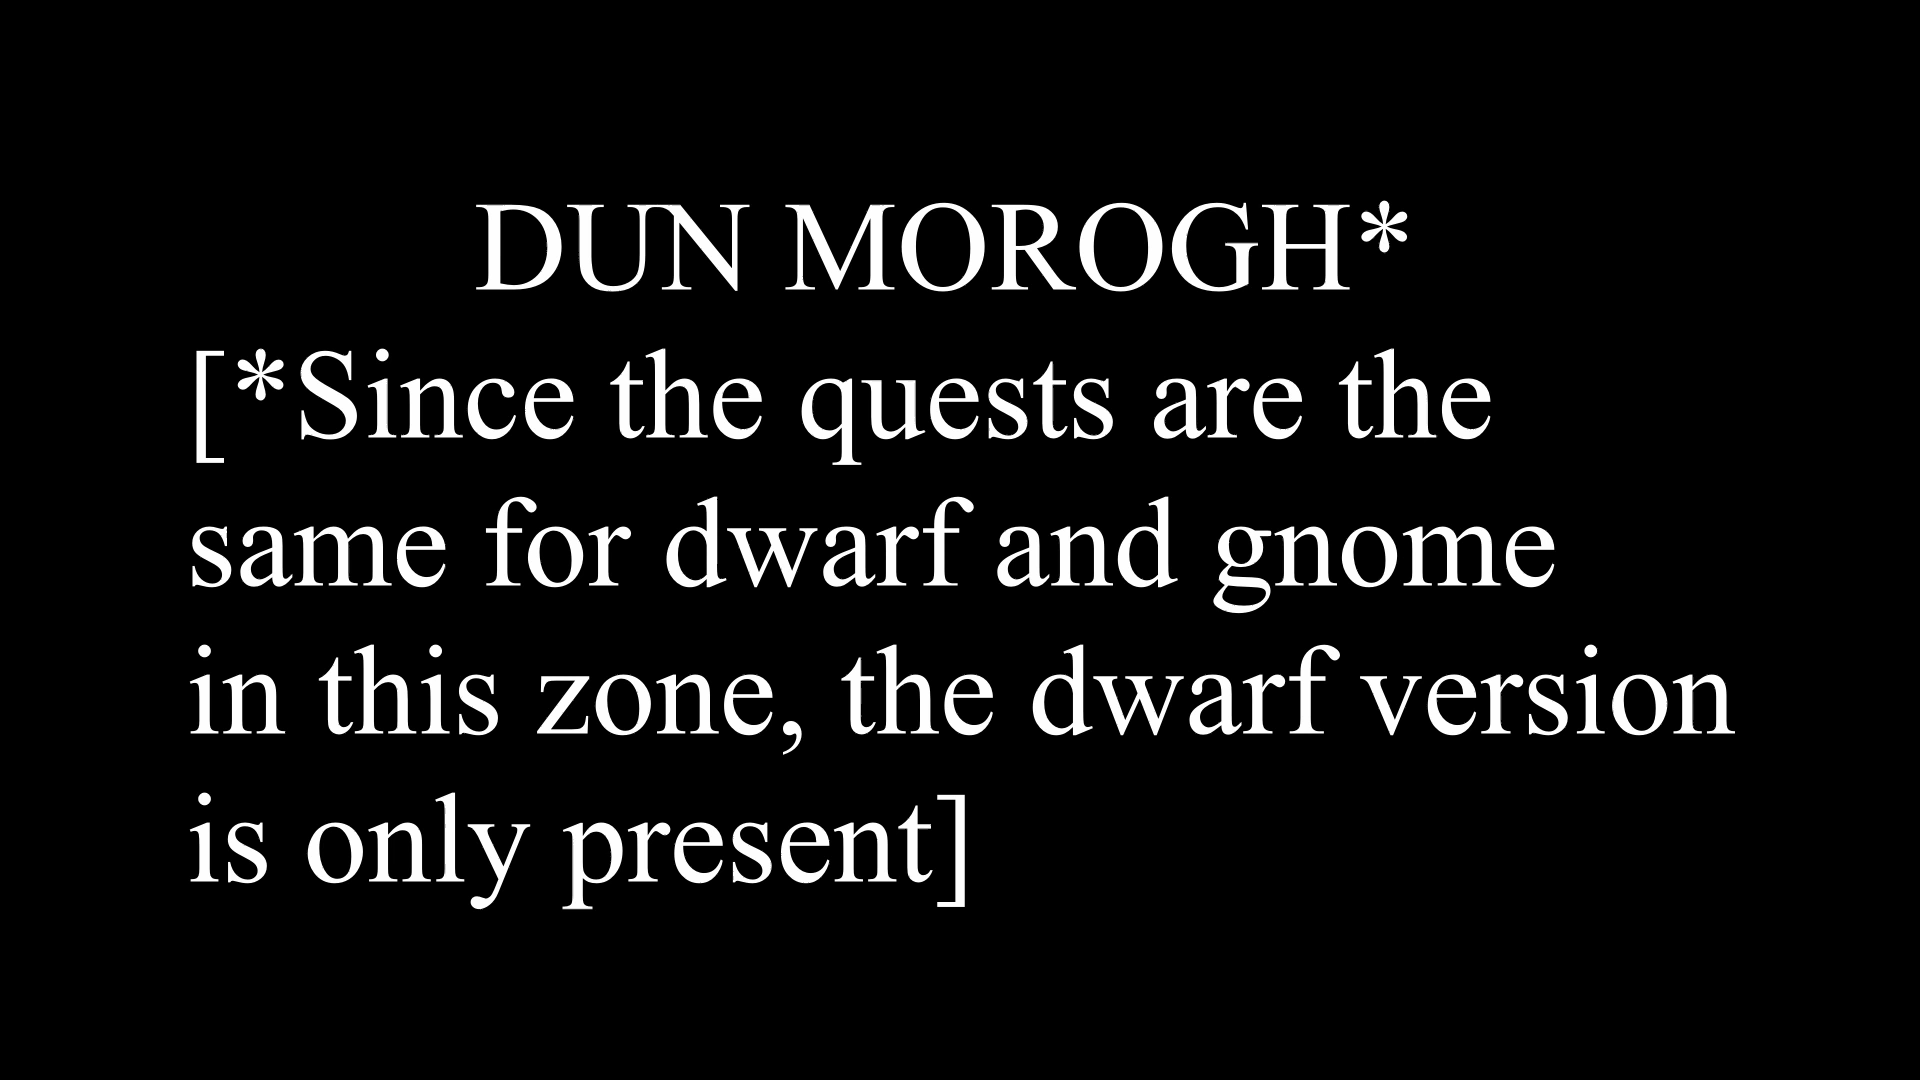 DUN MOROGH*
[*Since the quests are the
same for dwarf and gnome
in this zone, the dwarf version
is only present]